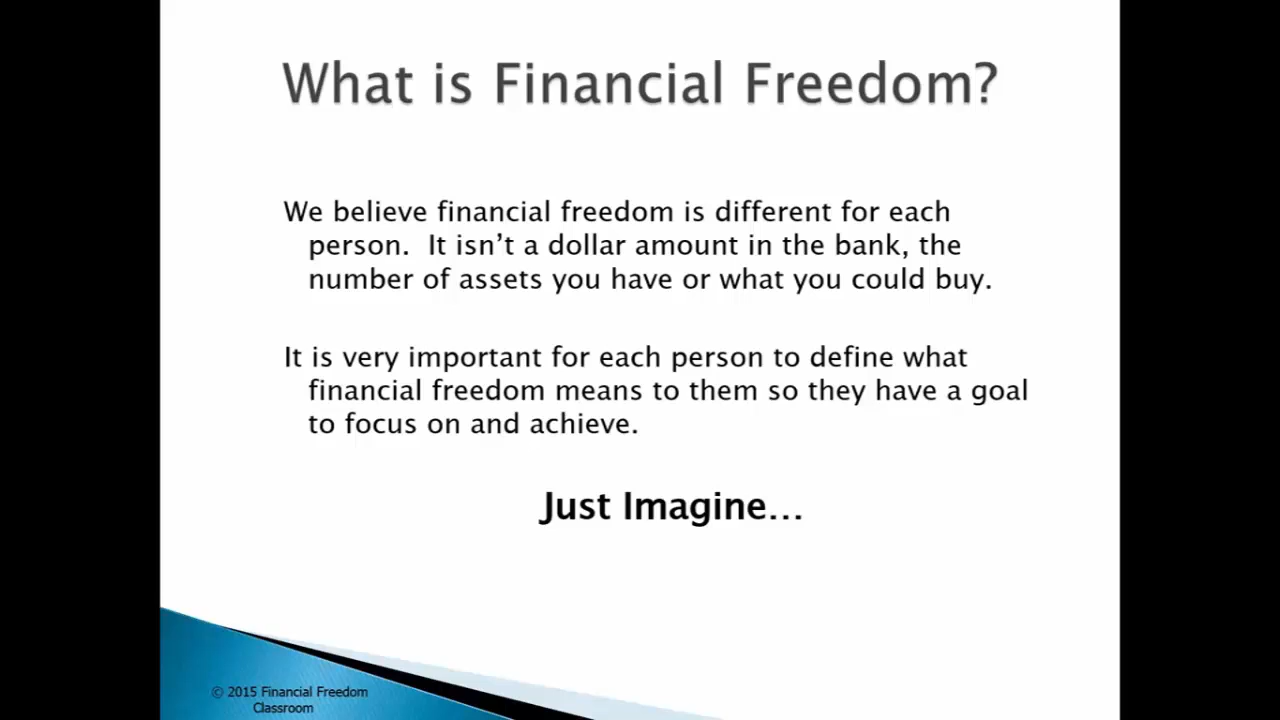 What is Financial Freedom?
We believe financial freedom is different for each
person.  It isn’t a dollar amount in the bank, the
number of assets you have or what you could buy.
It is very important for each person to define what
financial freedom means to them so they have a goal
to focus on and achieve.
Just Imagine…
© 2015 Financial Freedom
Classroom